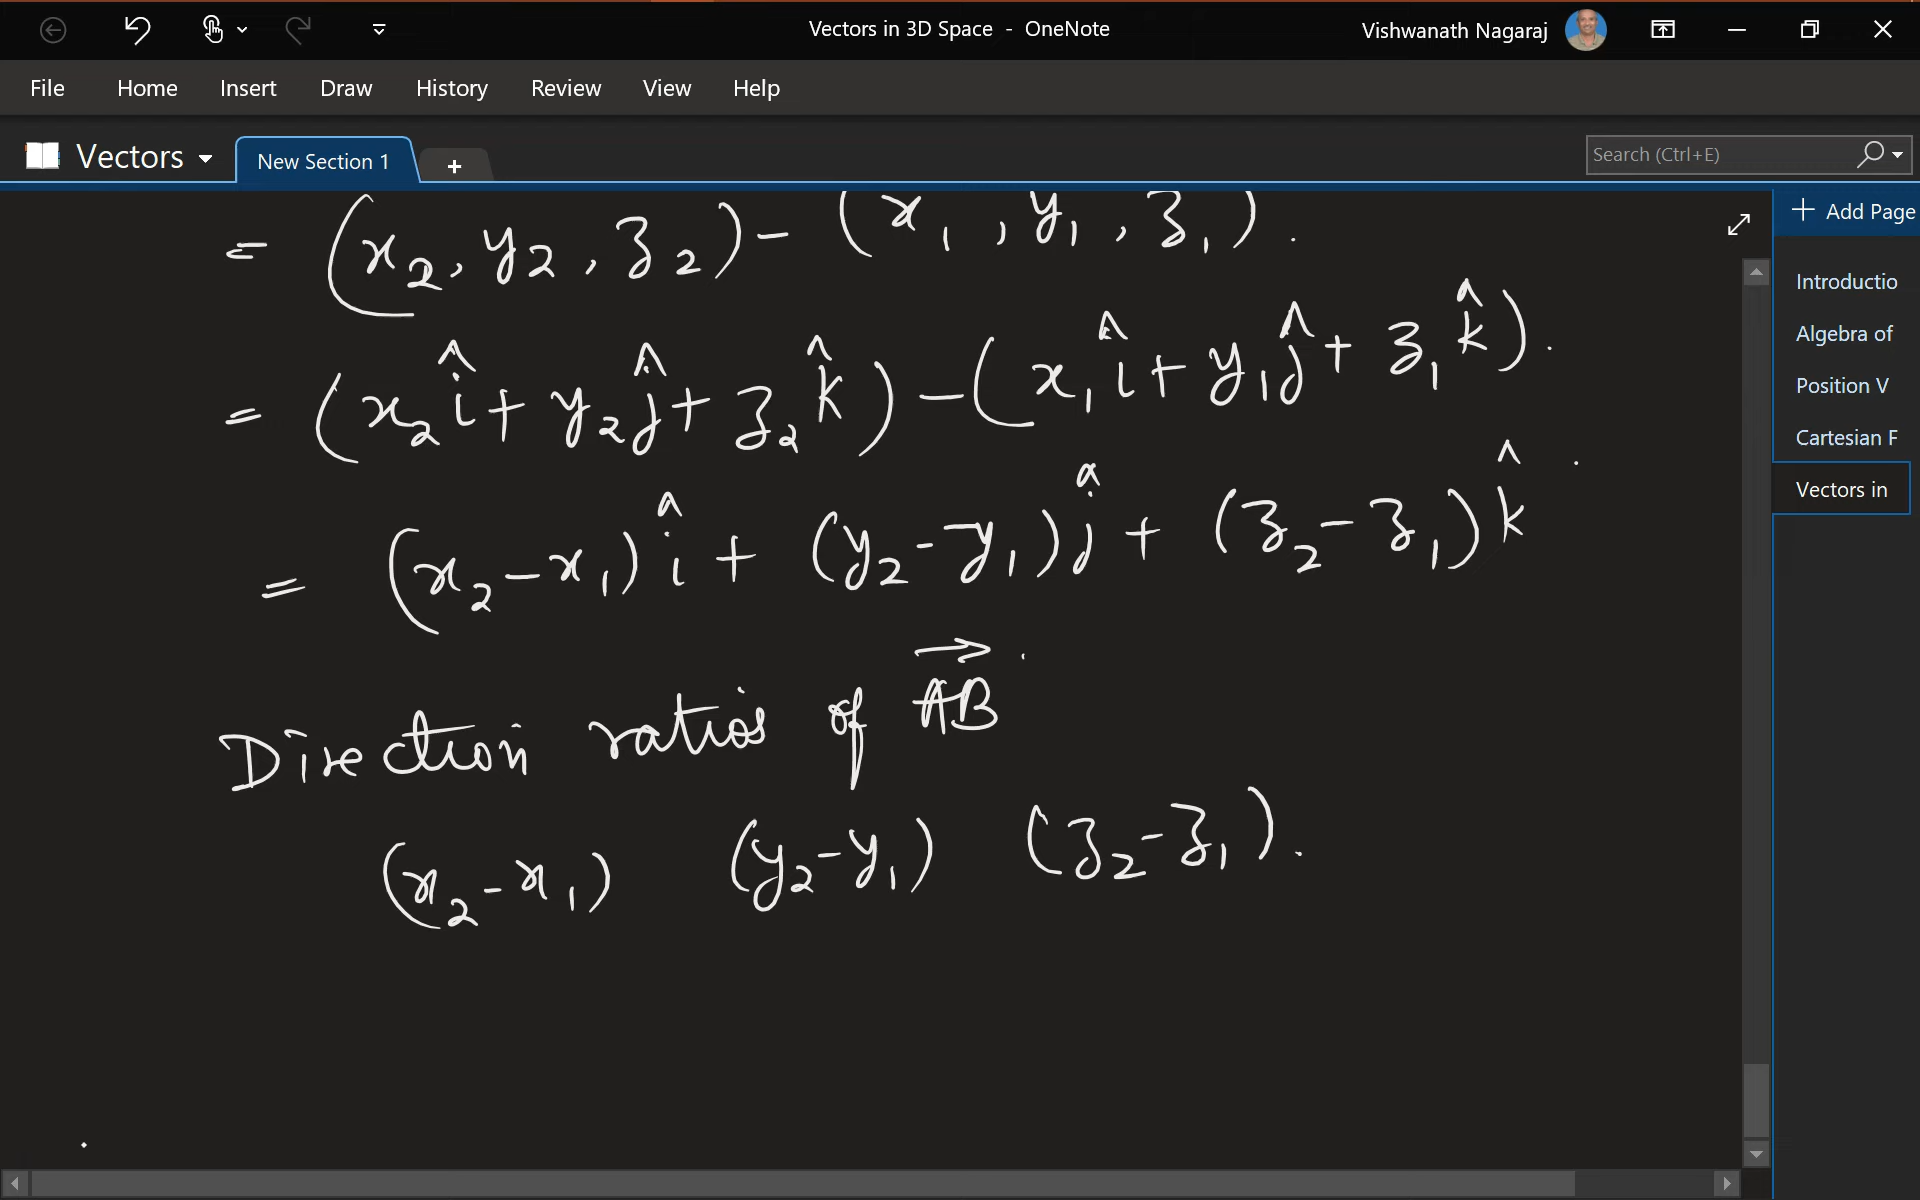 Vectors in 3D Space - OneNote
Vishwanath Nagaraj
File Home Insert Draw History Review View Help
Vectors
New Section 1
+
Search (Ctrl+E)
+ Add Page
Introductio
Algebra of
Position V
Cartesian F
Vectors in
= (x₂, y₂, z₂) - (x₁, y₁, z₁).
= (x₂î + y₂ĵ + z₂k̂) - (x₁î + y₁ĵ + z₁k̂).
= (x₂-x₁)î + (y₂-y₁)ĵ + (z₂-z₁)k̂
Direction ratios of A⃗B⃗
(x₂-x₁) (y₂-y₁) (z₂-z₁).